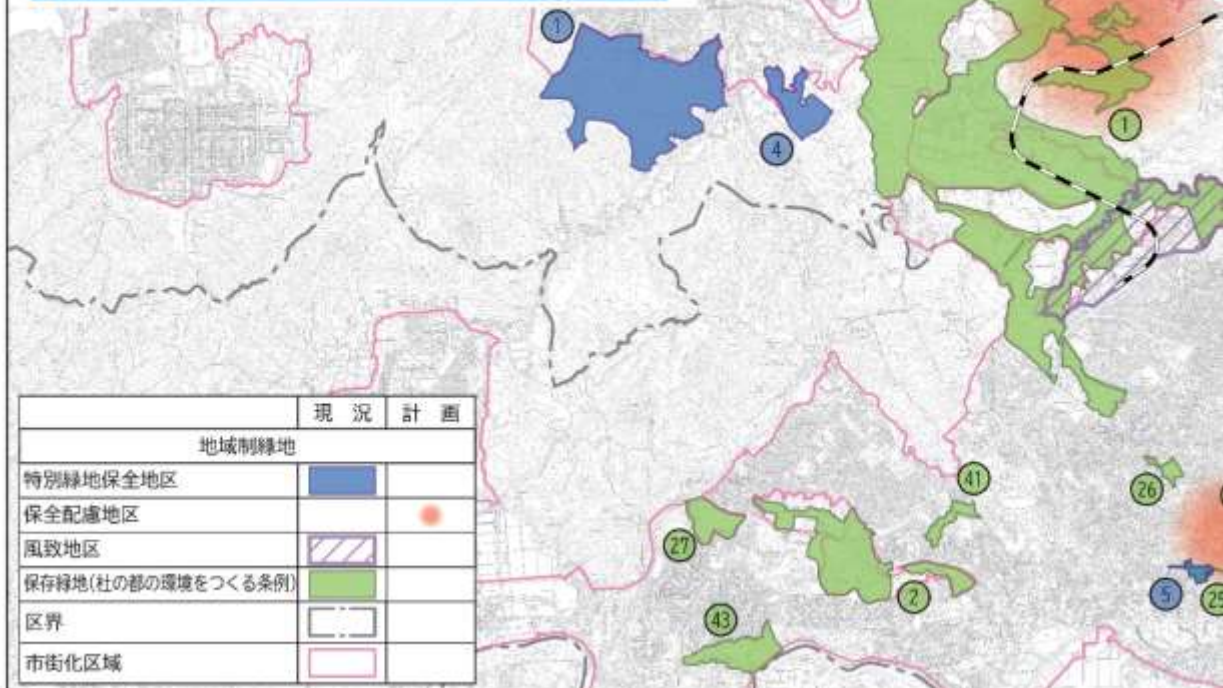 1
4
1
現 況 計 画
地域制緑地
特別緑地保全地区
保全配慮地区
風致地区
保存緑地(杜の都の環境をつくる条例)
区界
市街化区域
41
26
27
2
5
25
43